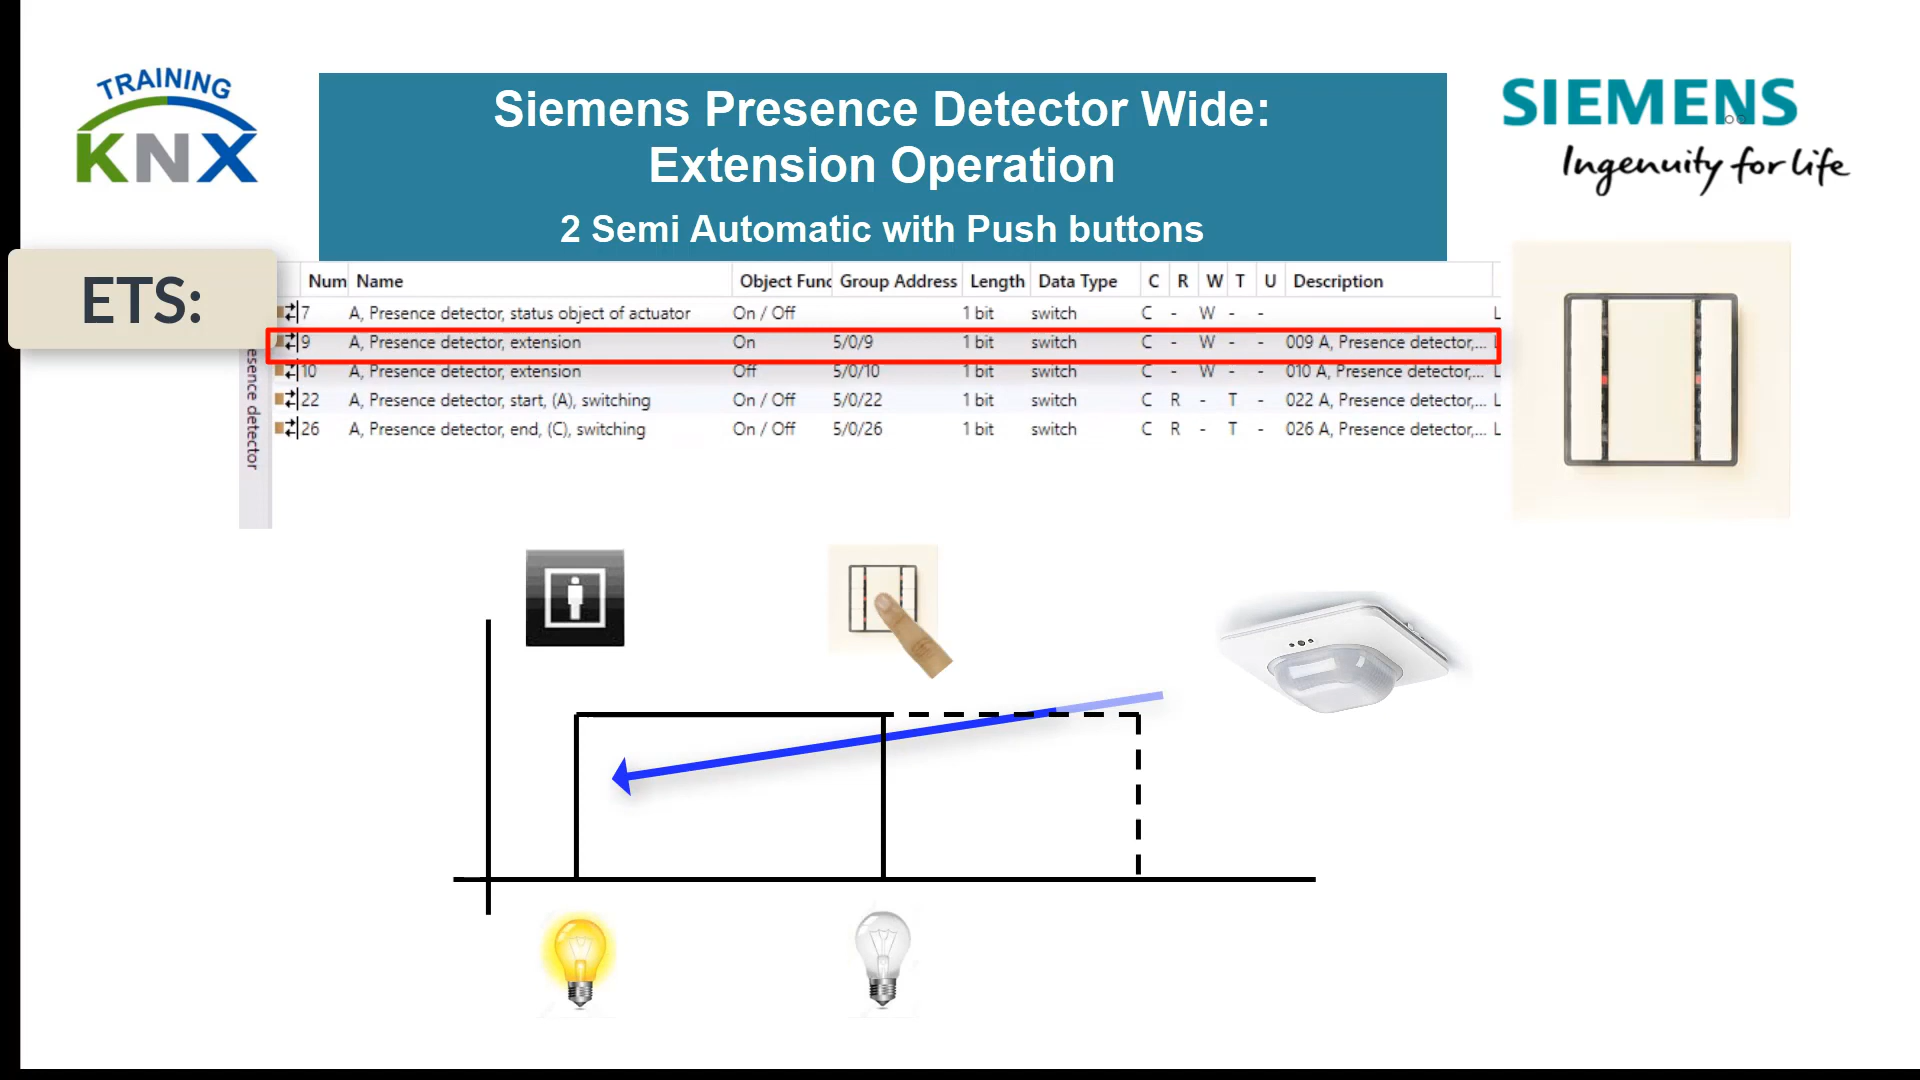 TRAINING
KNX
Siemens Presence Detector Wide:
Extension Operation
2 Semi Automatic with Push buttons
SIEMENS
Ingenuity for life
ETS:
Num Name Object Func Group Address Length Data Type C R W T U Description
7 A, Presence detector, status object of actuator On / Off 1 bit switch C - W - - L
9 A, Presence detector, extension On 5/0/9 1 bit switch C - W - - 009 A, Presence detector,... L
10 A, Presence detector, extension Off 5/0/10 1 bit switch C - W - - 010 A, Presence detector,... L
22 A, Presence detector, start, (A), switching On / Off 5/0/22 1 bit switch C R - T - 022 A, Presence detector,... L
26 A, Presence detector, end, (C), switching On / Off 5/0/26 1 bit switch C R - T - 026 A, Presence detector,... L
esence detector